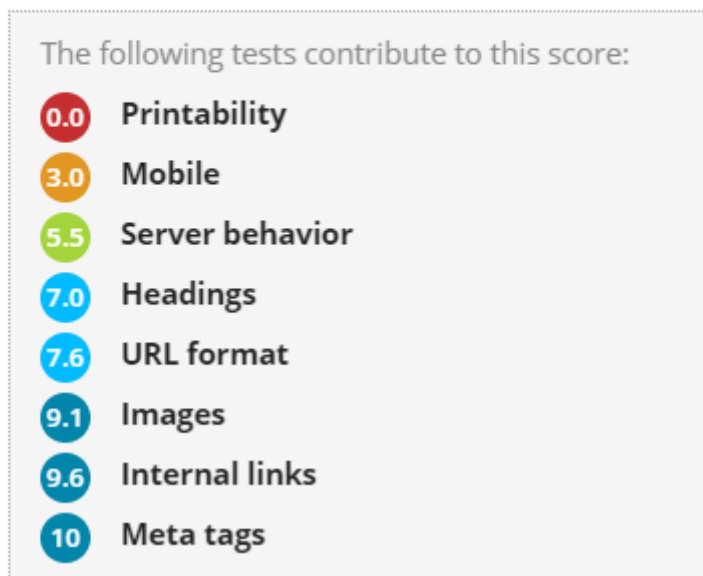 The following tests contribute to this score:
0.0 Printability
3.0 Mobile
5.5 Server behavior
7.0 Headings
7.6 URL format
9.1 Images
9.6 Internal links
10 Meta tags